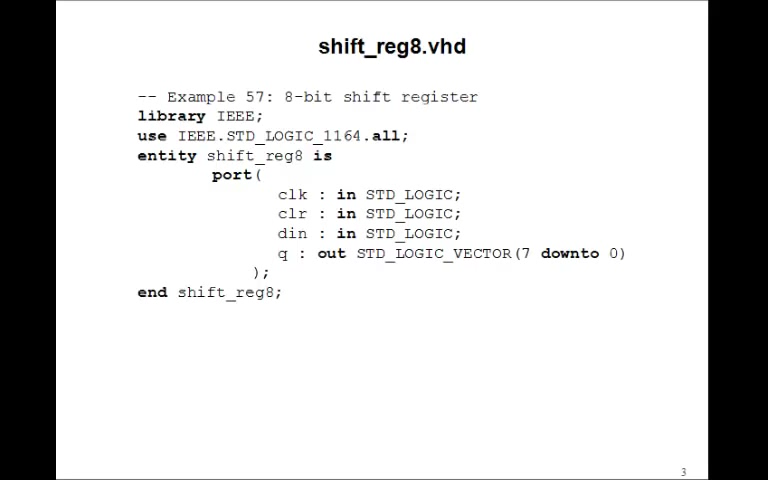 shift_reg8.vhd
-- Example 57: 8-bit shift register
library IEEE;
use IEEE.STD_LOGIC_1164.all;
entity shift_reg8 is
port(
clk : in STD_LOGIC;
clr : in STD_LOGIC;
din : in STD_LOGIC;
q : out STD_LOGIC_VECTOR(7 downto 0)
);
end shift_reg8;
3